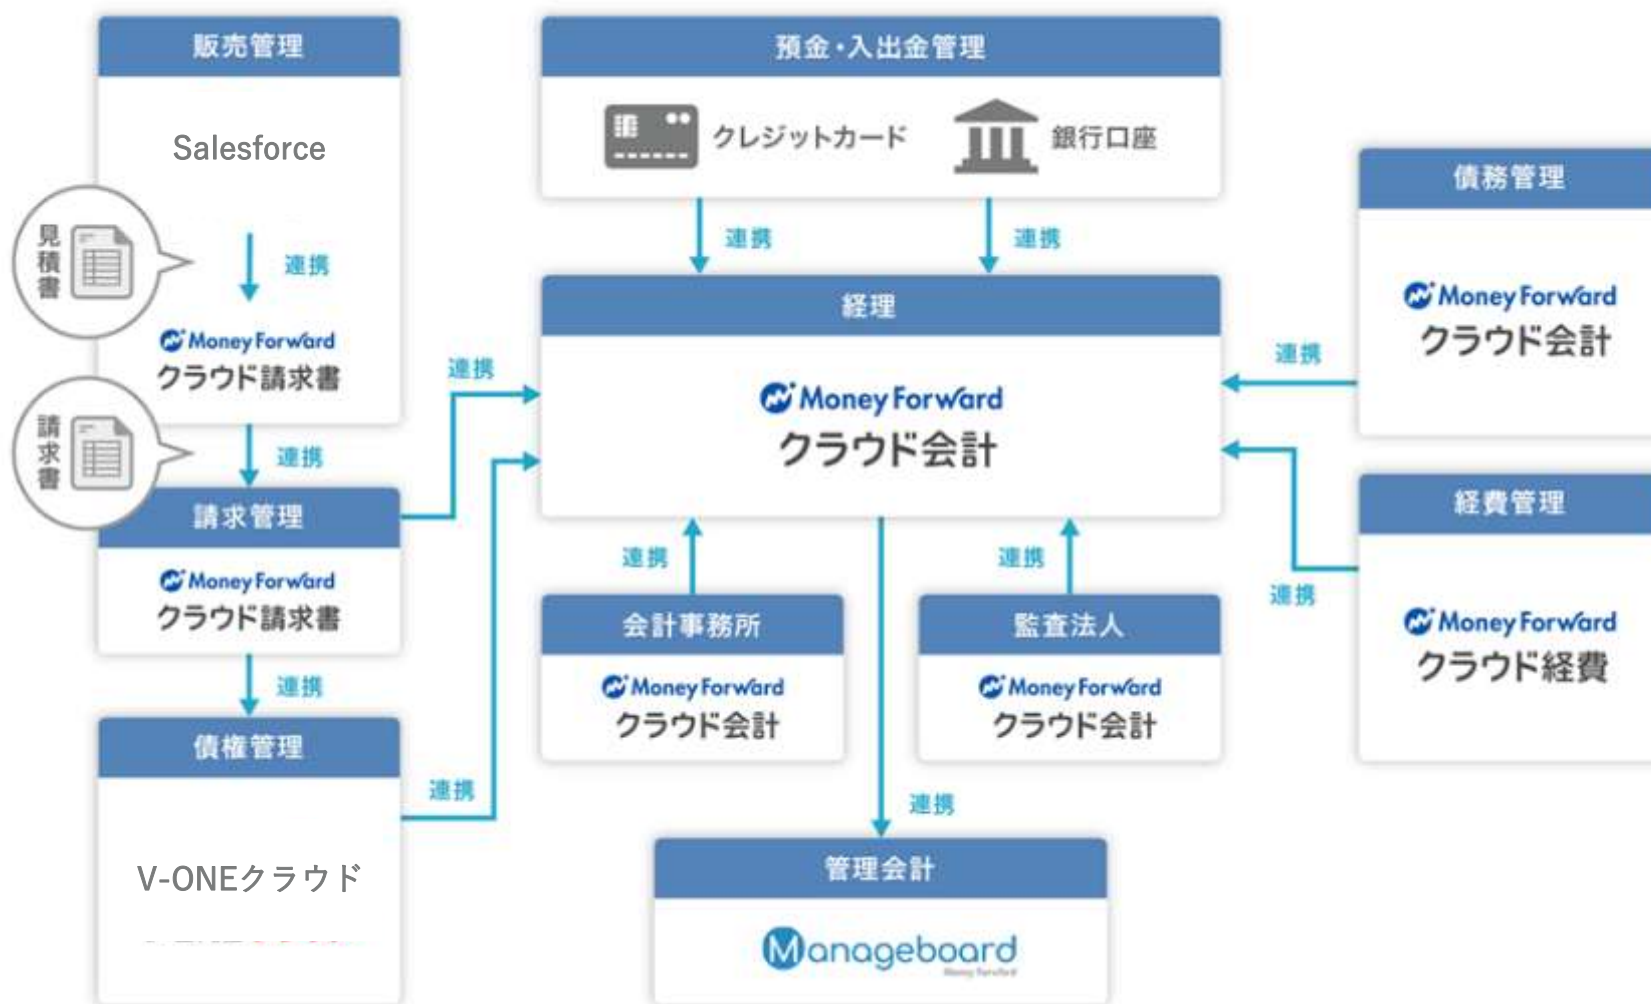 販売管理
Salesforce
見積書
連携
Money Forward
クラウド請求書
請求書
連携
請求管理
Money Forward
クラウド請求書
連携
債権管理
V-ONEクラウド
連携
連携
預金・入出金管理
クレジットカード
銀行口座
連携
連携
経理
Money Forward
クラウド会計
連携
連携
会計事務所
Money Forward
クラウド会計
監査法人
Money Forward
クラウド会計
連携
管理会計
Manageboard
Money Forward
債務管理
Money Forward
クラウド会計
連携
経費管理
Money Forward
クラウド経費
連携